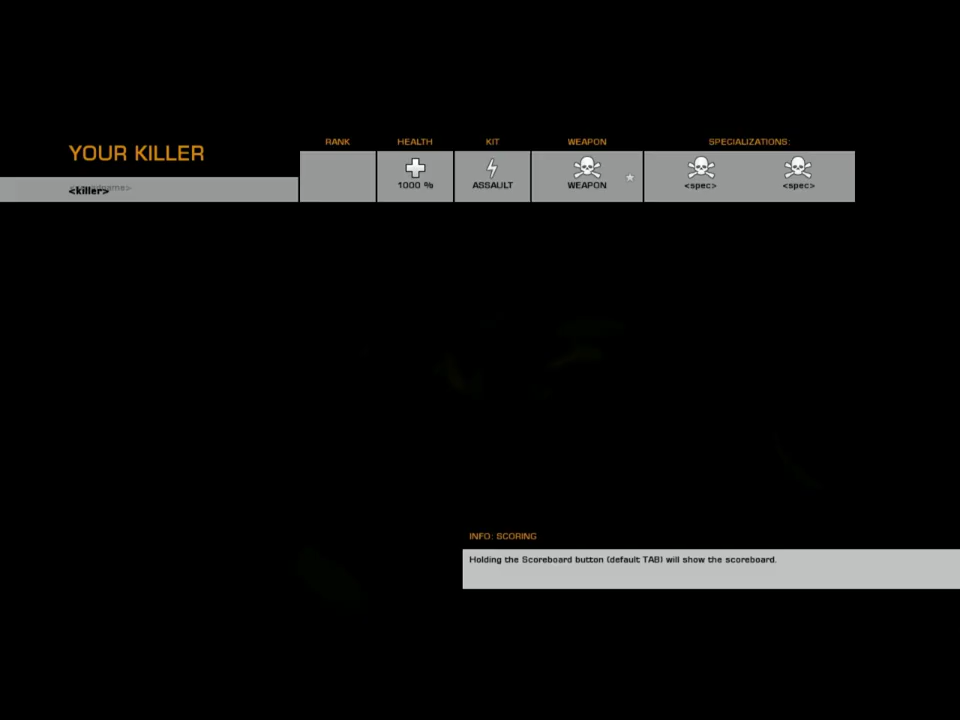 RANK
HEALTH
KIT
WEAPON
SPECIALIZATIONS:
YOUR KILLER
<killer>
1000 %
ASSAULT
WEAPON
<spec>
<spec>
INFO: SCORING
Holding the Scoreboard button (default TAB) will show the scoreboard.